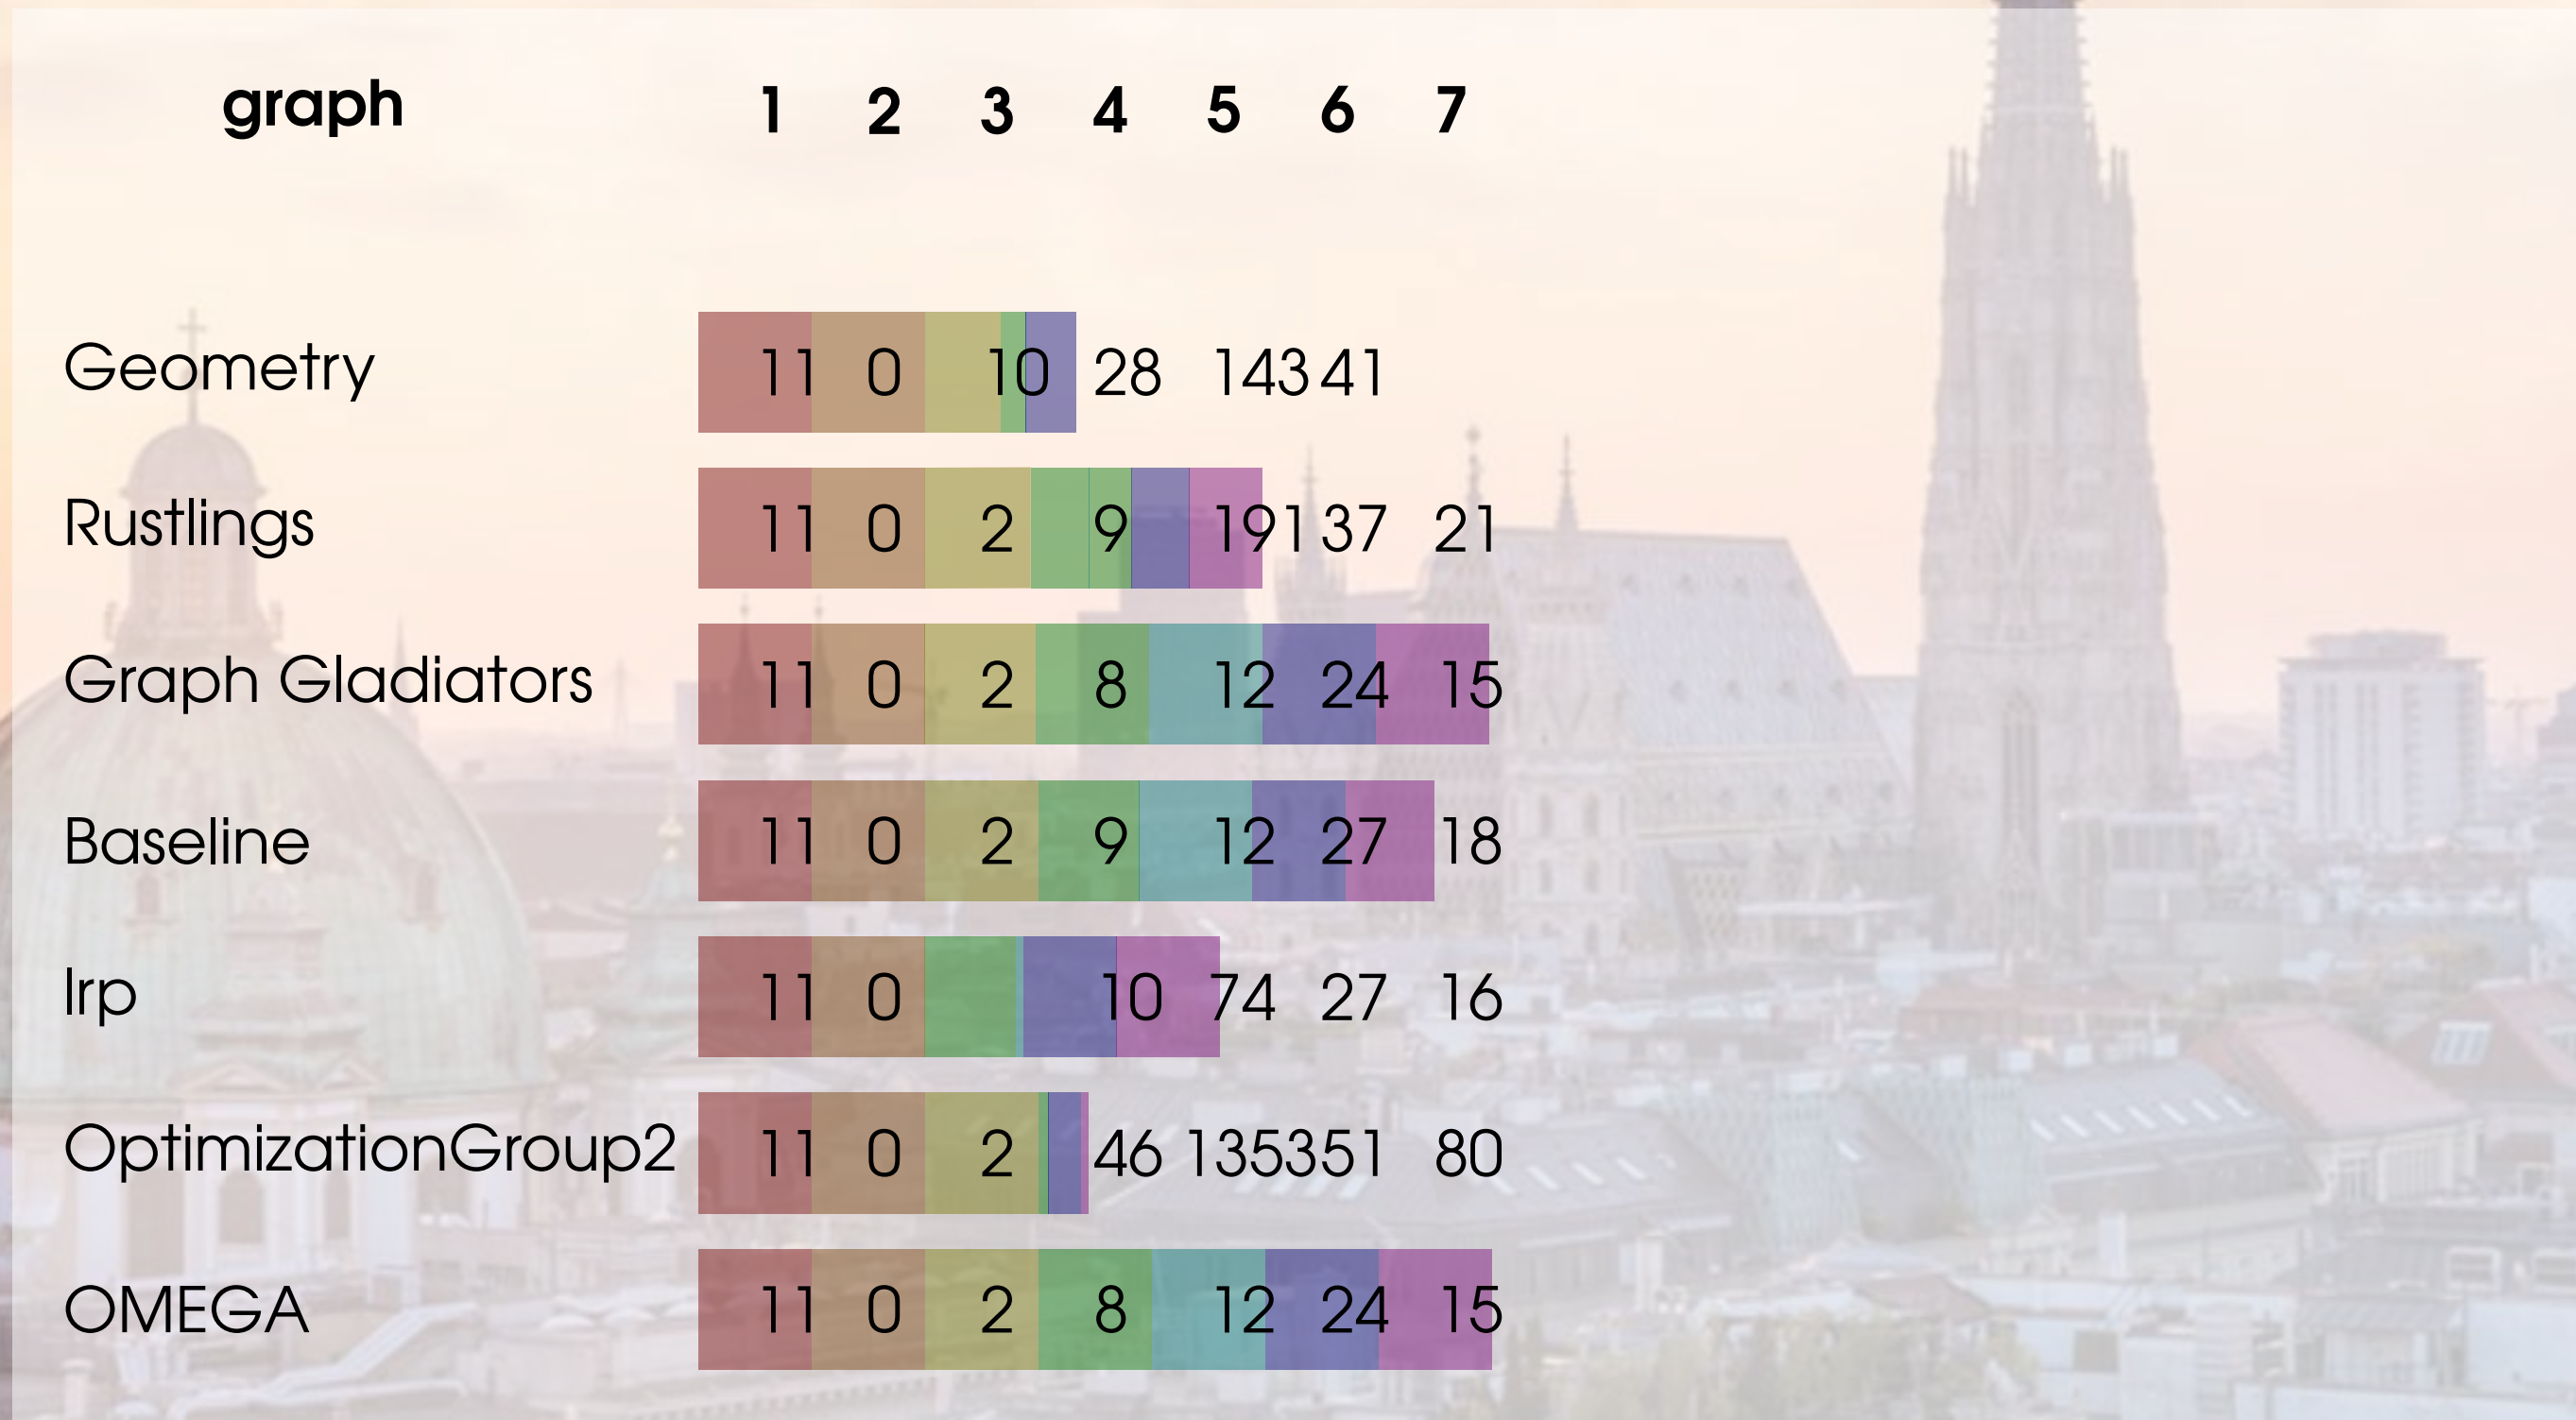 graph 1 2 3 4 5 6 7
Geometry 11 0 10 28 143 41
Rustlings 11 0 2 9 191 37 21
Graph Gladiators 11 0 2 8 12 24 15
Baseline 11 0 2 9 12 27 18
Irp 11 0 10 74 27 16
OptimizationGroup2 11 0 2 46 135 351 80
OMEGA 11 0 2 8 12 24 15